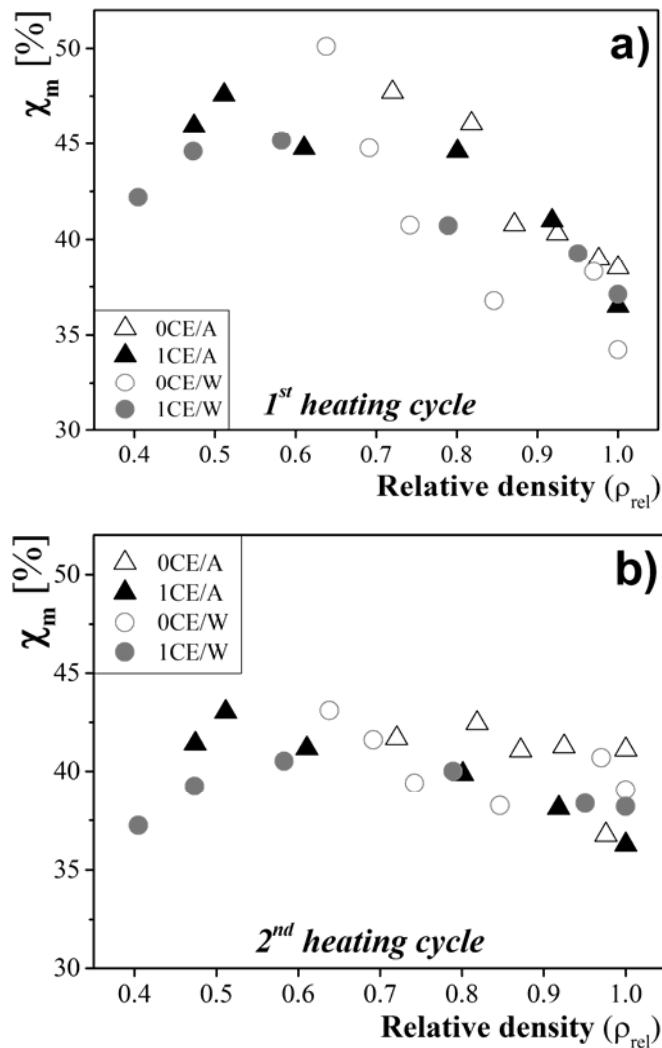 a)
χm [%]
50
45
40
35
30
0CE/A
1CE/A
0CE/W
1CE/W
1st heating cycle
0.4 0.5 0.6 0.7 0.8 0.9 1.0
Relative density (ρrel)
b)
χm [%]
50
45
40
35
30
0CE/A
1CE/A
0CE/W
1CE/W
2nd heating cycle
0.4 0.5 0.6 0.7 0.8 0.9 1.0
Relative density (ρrel)